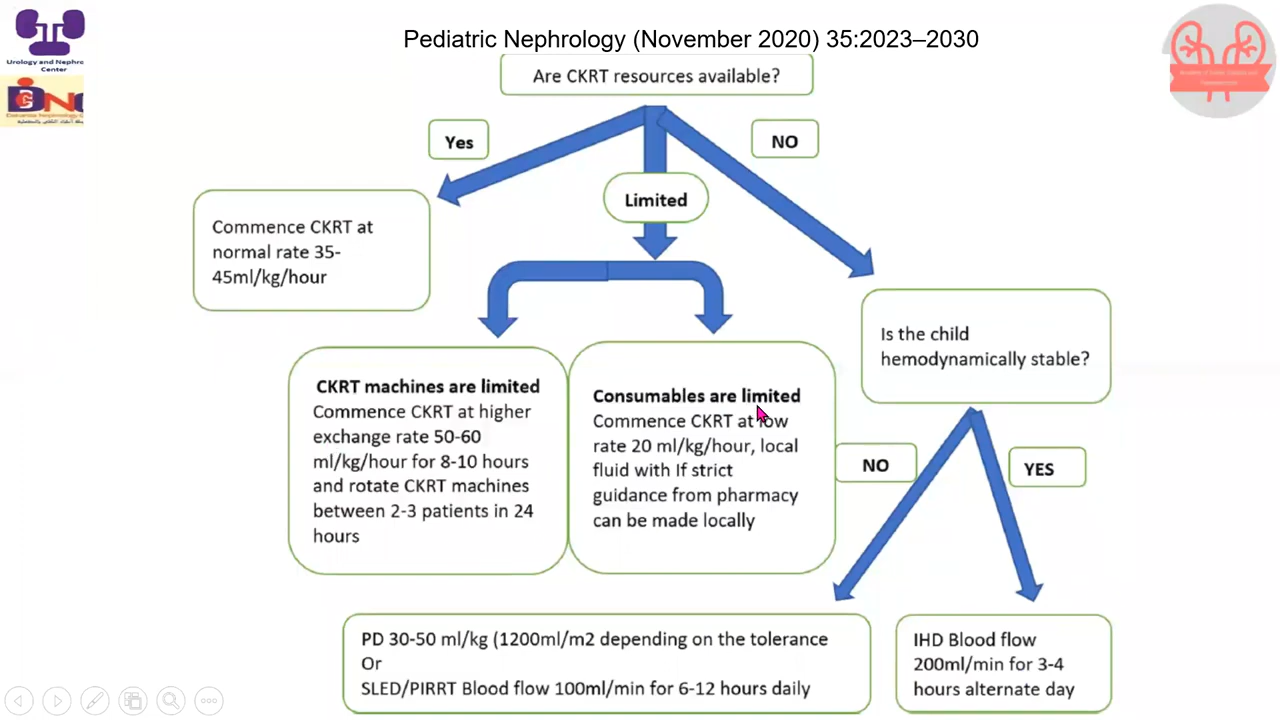 Pediatric Nephrology (November 2020) 35:2023–2030
Urology and Nephro
Center
Are CKRT resources available?
Yes
NO
Limited
Commence CKRT at
normal rate 35-
45ml/kg/hour
Is the child
hemodynamically stable?
CKRT machines are limited
Commence CKRT at higher
exchange rate 50-60
ml/kg/hour for 8-10 hours
and rotate CKRT machines
between 2-3 patients in 24
hours
Consumables are limited
Commence CKRT at low
rate 20 ml/kg/hour, local
fluid with If strict
guidance from pharmacy
can be made locally
NO
YES
PD 30-50 ml/kg (1200ml/m2 depending on the tolerance
Or
SLED/PIRRT Blood flow 100ml/min for 6-12 hours daily
IHD Blood flow
200ml/min for 3-4
hours alternate day